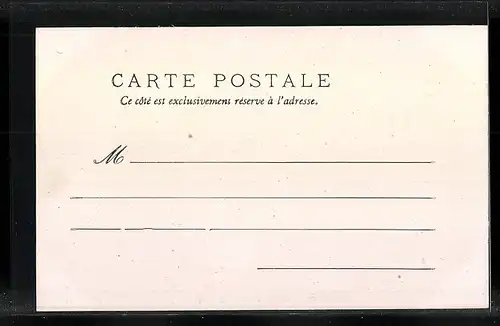 CARTE POSTALE
Ce côté est exclusivement réservé à l'adresse.
M